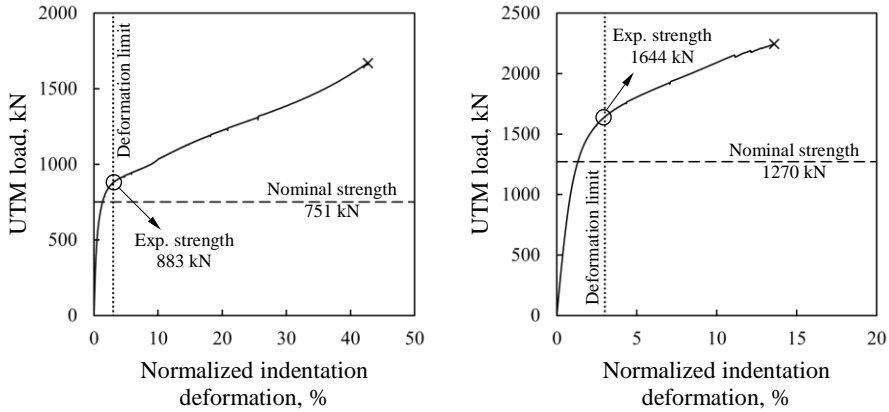 2000
1500
1000
500
0
UTM load, kN
Deformation limit
Nominal strength
751 kN
Exp. strength
883 kN
0 10 20 30 40 50
Normalized indentation
deformation, %
2500
2000
1500
1000
500
0
UTM load, kN
Exp. strength
1644 kN
Nominal strength
1270 kN
Deformation limit
0 5 10 15 20
Normalized indentation
deformation, %